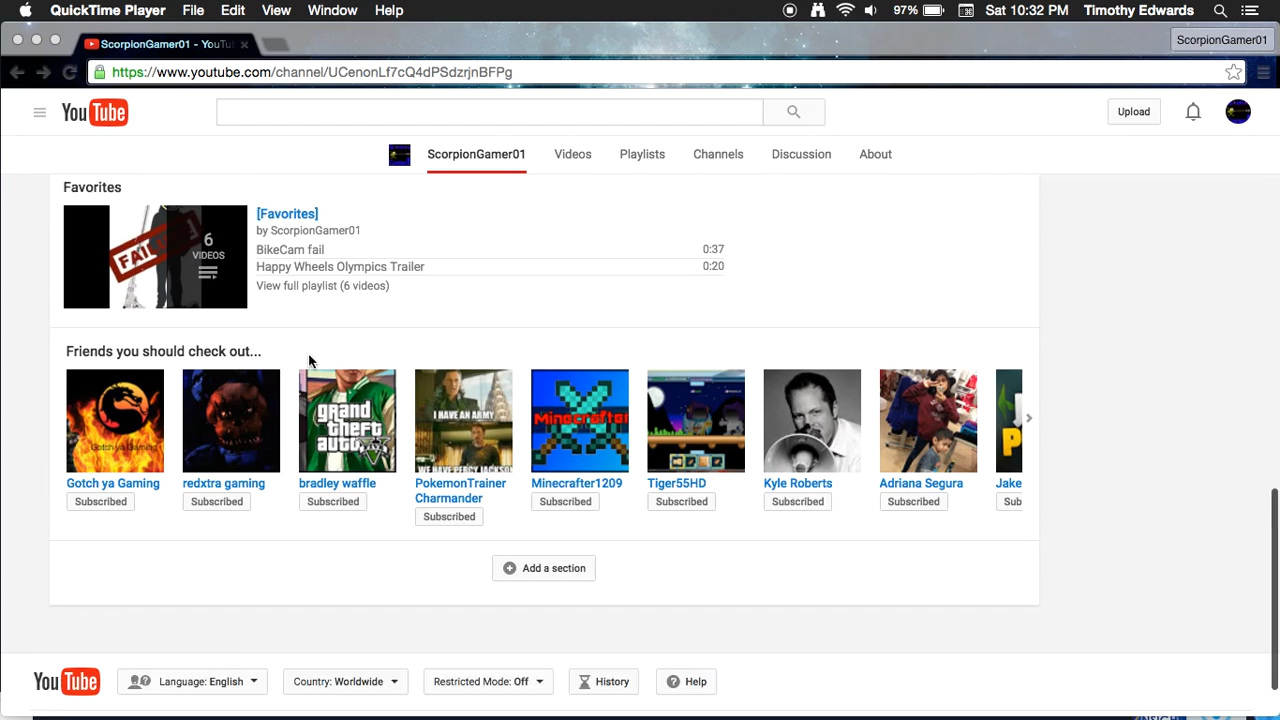 QuickTime Player File Edit View Window Help 97% Sat 10:32 PM Timothy Edwards
ScorpionGamer01 - YouTu
ScorpionGamer01
https://www.youtube.com/channel/UCenonLf7cQ4dPSdzrjnBFPg
YouTube
Upload
ScorpionGamer01 Videos Playlists Channels Discussion About
Favorites
FAIL
6
VIDEOS
[Favorites]
by ScorpionGamer01
BikeCam fail 0:37
Happy Wheels Olympics Trailer 0:20
View full playlist (6 videos)
Friends you should check out...
Gotch ya Gaming
grand
theft
auto
V
I HAVE AN ARMY
WE HAVE PERCY JACKSON
Minecrafter
Gotch ya Gaming redxtra gaming bradley waffle PokemonTrainer Charmander Minecrafter1209 Tiger55HD Kyle Roberts Adriana Segura Jake
Subscribed Subscribed Subscribed Subscribed Subscribed Subscribed Subscribed Subscribed Sub
Add a section
YouTube Language: English Country: Worldwide Restricted Mode: Off History Help